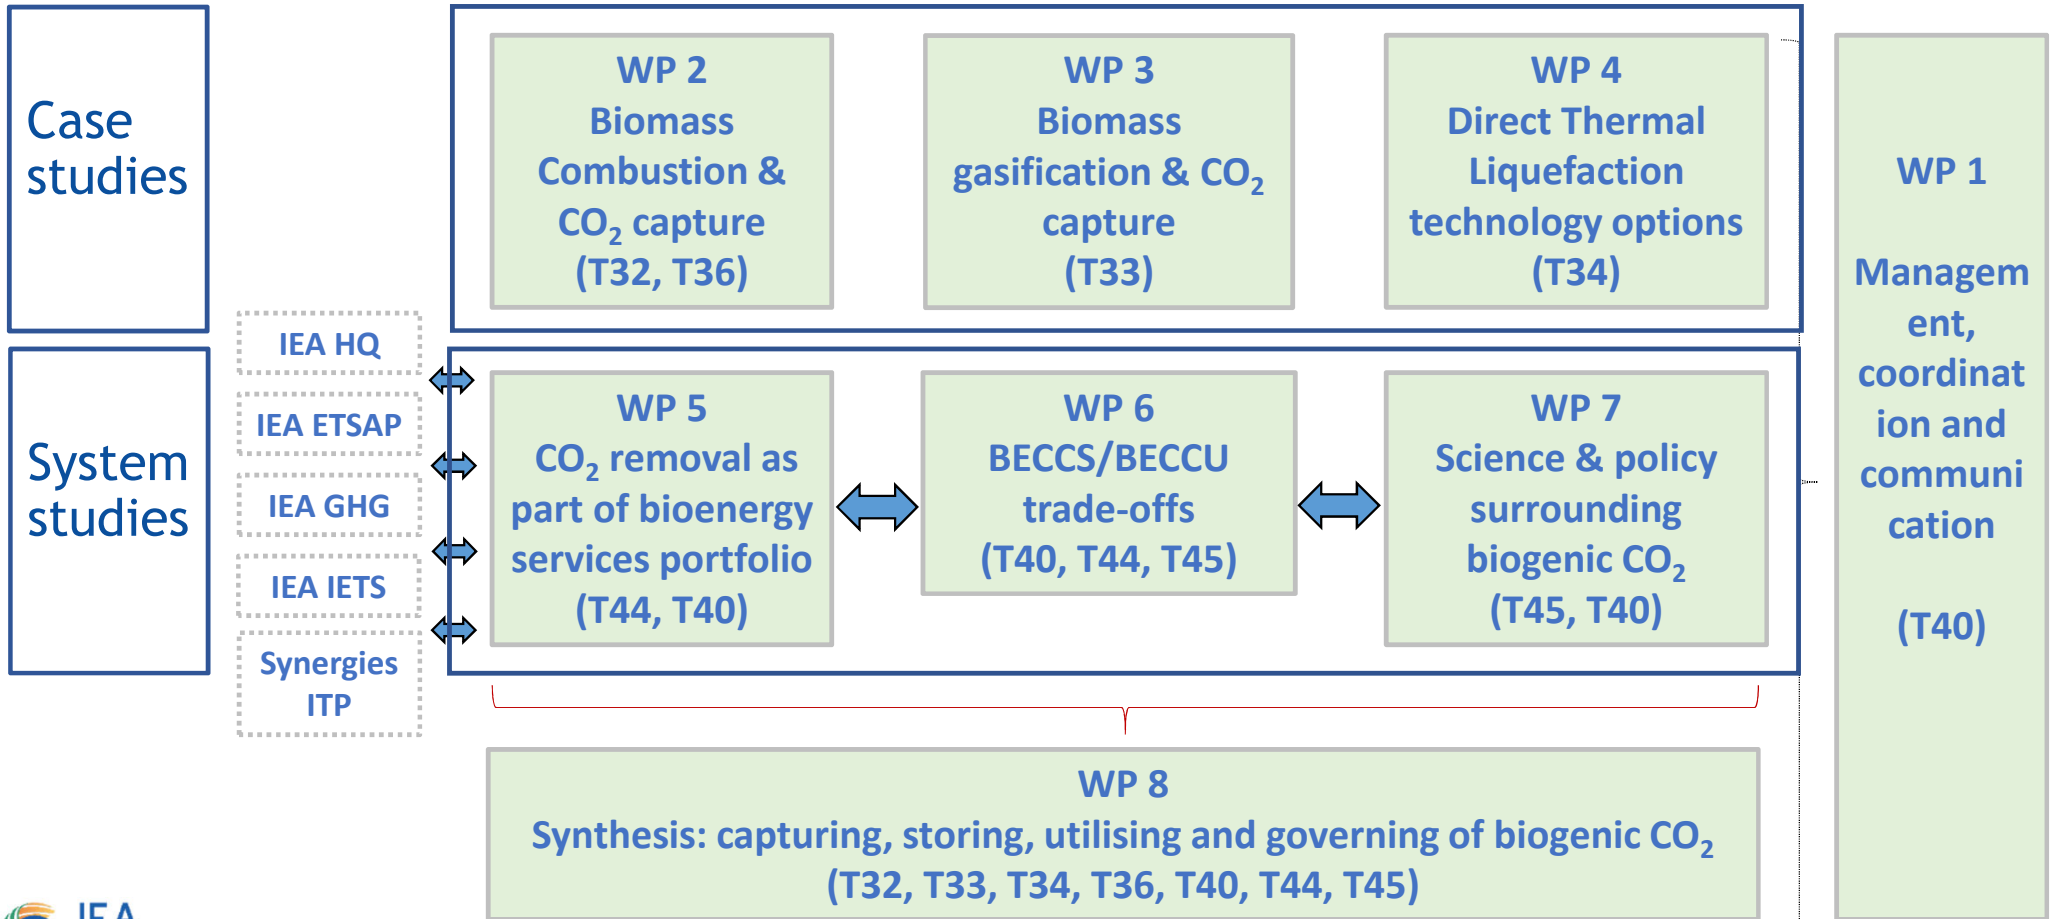 Case
studies
WP 2
Biomass
Combustion &
CO₂ capture
(T32, T36)
WP 3
Biomass
gasification & CO₂
capture
(T33)
WP 4
Direct Thermal
Liquefaction
technology options
(T34)
WP 1
Managem
ent,
coordinat
ion and
communi
cation
(T40)
System
studies
IEA HQ
IEA ETSAP
IEA GHG
IEA IETS
Synergies
ITP
WP 5
CO₂ removal as
part of bioenergy
services portfolio
(T44, T40)
WP 6
BECCS/BECCU
trade-offs
(T40, T44, T45)
WP 7
Science & policy
surrounding
biogenic CO₂
(T45, T40)
WP 8
Synthesis: capturing, storing, utilising and governing of biogenic CO₂
(T32, T33, T34, T36, T40, T44, T45)
IEA